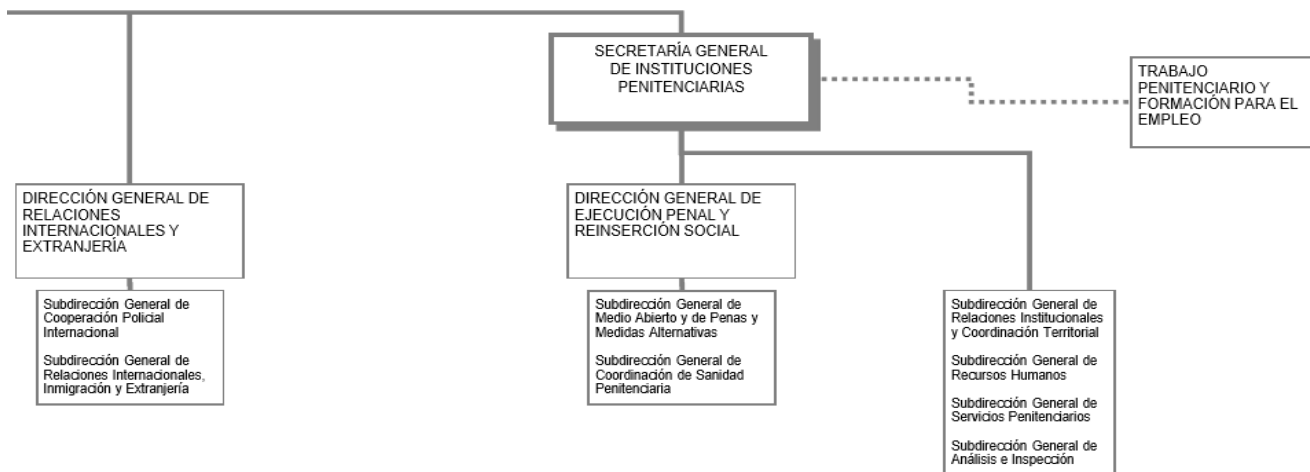 SECRETARÍA GENERAL
DE INSTITUCIONES
PENITENCIARIAS
TRABAJO
PENITENCIARIO Y
FORMACIÓN PARA EL
EMPLEO
DIRECCIÓN GENERAL DE
RELACIONES
INTERNACIONALES Y
EXTRANJERÍA
DIRECCIÓN GENERAL DE
EJECUCIÓN PENAL Y
REINSERCIÓN SOCIAL
Subdirección General de
Cooperación Policial
Internacional
Subdirección General de
Relaciones Internacionales,
Inmigración y Extranjería
Subdirección General de
Medio Abierto y de Penas y
Medidas Alternativas
Subdirección General de
Coordinación de Sanidad
Penitenciaria
Subdirección General de
Relaciones Institucionales
y Coordinación Territorial
Subdirección General de
Recursos Humanos
Subdirección General de
Servicios Penitenciarios
Subdirección General de
Análisis e Inspección